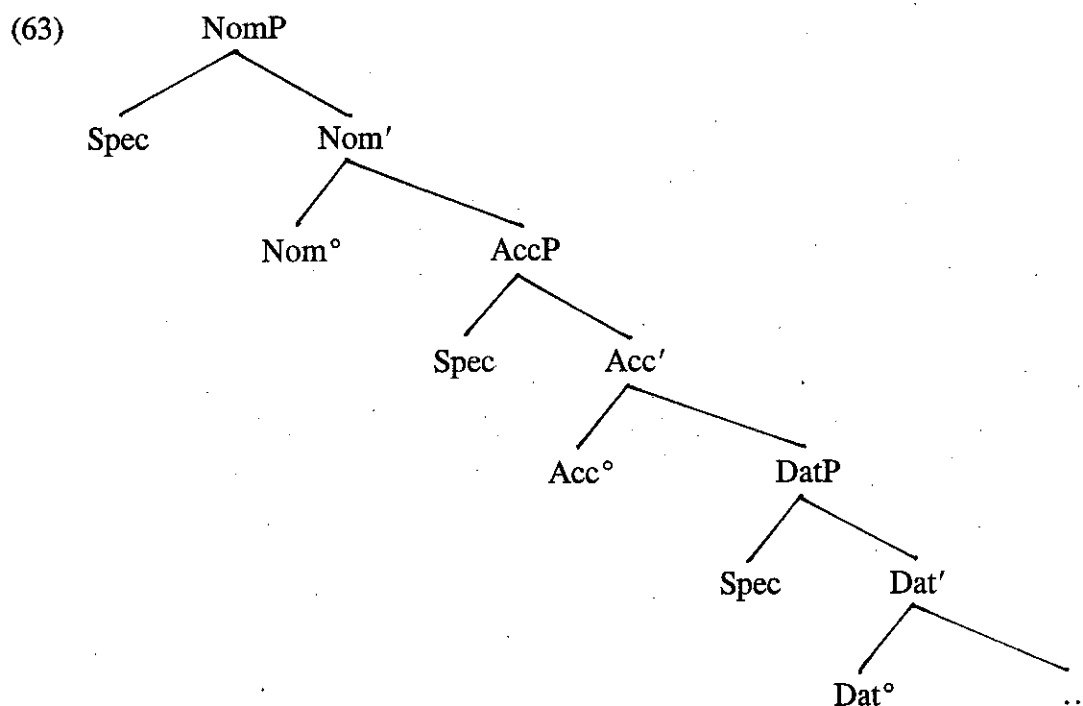 (63) NomP
Spec Nom′
Nom° AccP
Spec Acc′
Acc° DatP
Spec Dat′
Dat° ..